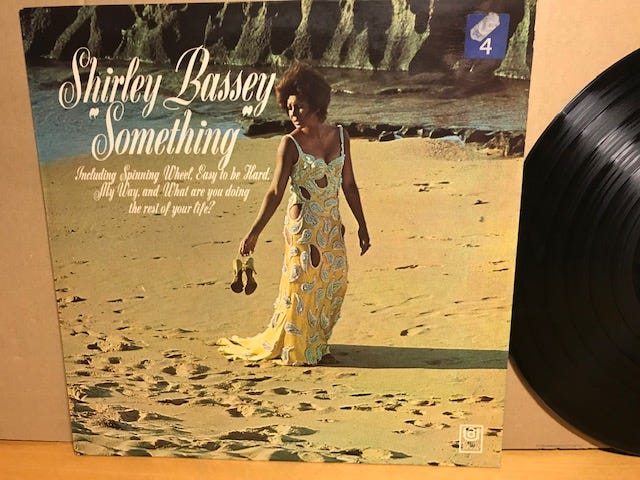 Shirley Bassey
"Something"
Including Spinning Wheel, Easy to be Hard,
My Way, and What are you doing
the rest of your life?
4